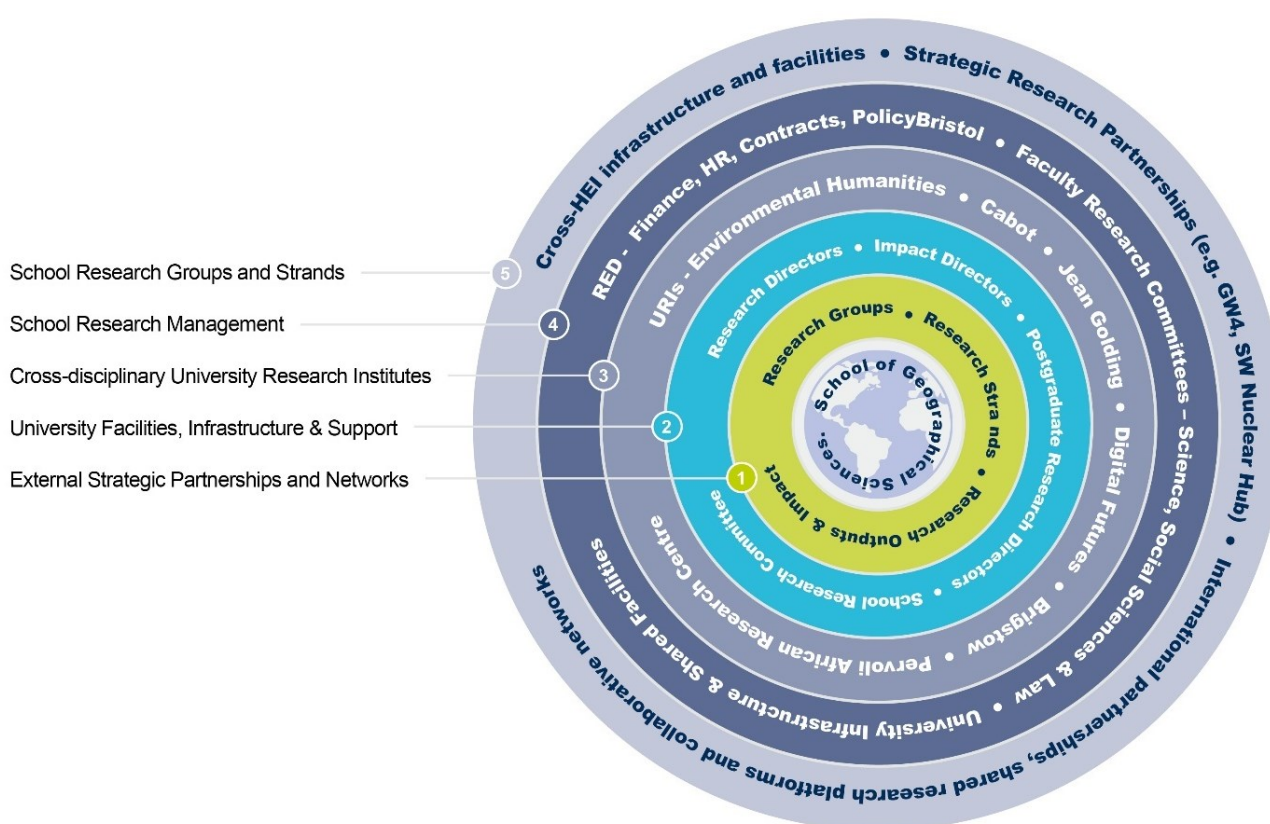 School Research Groups and Strands
School Research Management
Cross-disciplinary University Research Institutes
University Facilities, Infrastructure & Support
External Strategic Partnerships and Networks
5
4
3
2
1
Cross-HEI infrastructure and facilities • Strategic Research Partnerships (e.g. GW4, SW Nuclear Hub) • International partnerships, shared research platforms and collaborative networks
RED - Finance, HR, Contracts, PolicyBristol • Faculty Research Committees – Science, Social Sciences & Law • University Infrastructure & Shared Facilities
URIs - Environmental Humanities • Cabot • Jean Golding • Digital Futures • Brigstow • Pervoli African Research Centre
Research Directors • Impact Directors • Postgraduate Research Directors • School Research Committee
Research Groups • Research Stra nds • Research Outputs & Impact
School of Geographical Sciences.